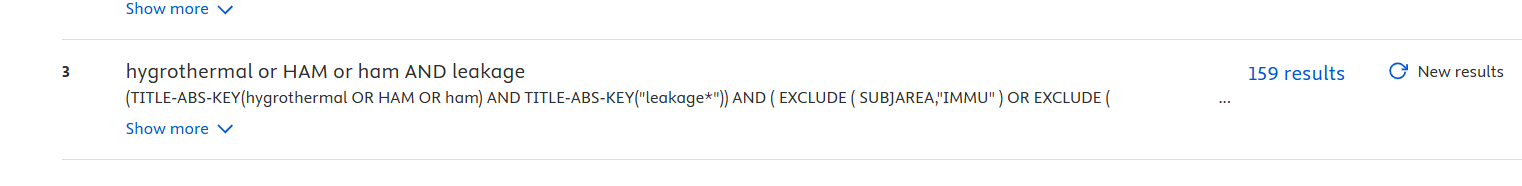 Show more
3 hygrothermal or HAM or ham AND leakage 159 results New results
(TITLE-ABS-KEY(hygrothermal OR HAM OR ham) AND TITLE-ABS-KEY("leakage*")) AND ( EXCLUDE ( SUBJAREA,"IMMU" ) OR EXCLUDE ( ...
Show more